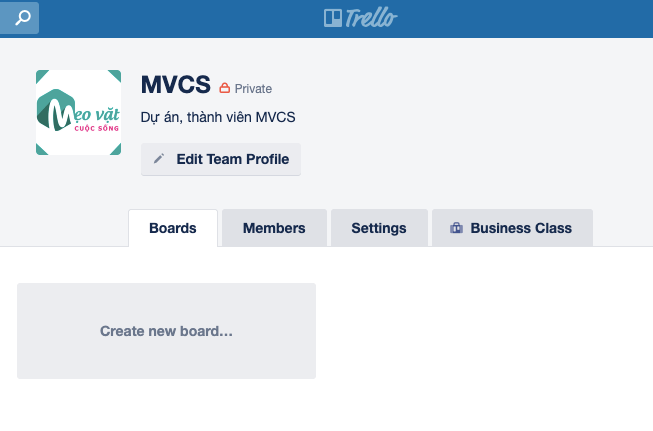 Trello
MVCS Private
Mẹo vặt
CUỘC SỐNG
Dự án, thành viên MVCS
Edit Team Profile
Boards Members Settings Business Class
Create new board…